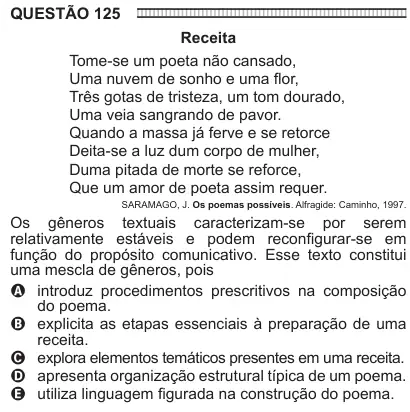 QUESTÃO 125
Receita
Tome-se um poeta não cansado,
Uma nuvem de sonho e uma flor,
Três gotas de tristeza, um tom dourado,
Uma veia sangrando de pavor.
Quando a massa já ferve e se retorce
Deita-se a luz dum corpo de mulher,
Duma pitada de morte se reforce,
Que um amor de poeta assim requer.
SARAMAGO, J. Os poemas possíveis. Alfragide: Caminho, 1997.
Os gêneros textuais caracterizam-se por serem
relativamente estáveis e podem reconfigurar-se em
função do propósito comunicativo. Esse texto constitui
uma mescla de gêneros, pois
A introduz procedimentos prescritivos na composição
do poema.
B explicita as etapas essenciais à preparação de uma
receita.
C explora elementos temáticos presentes em uma receita.
D apresenta organização estrutural típica de um poema.
E utiliza linguagem figurada na construção do poema.